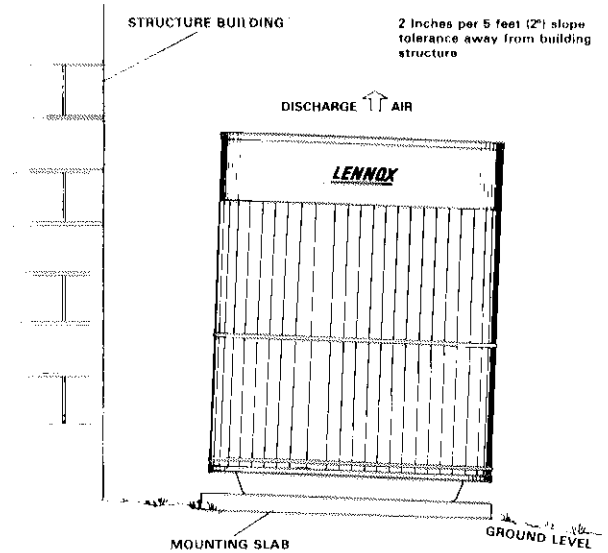 STRUCTURE BUILDING
2 Inches per 5 feet (2°) slope
tolerance away from building
structure
DISCHARGE AIR
LENNOX
MOUNTING SLAB
GROUND LEVEL